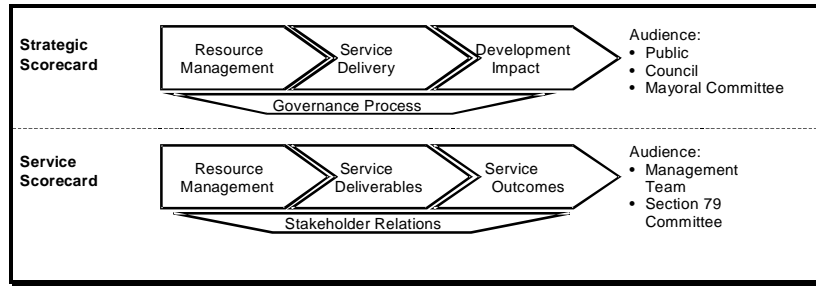 Strategic
Scorecard
Resource
Management
Service
Delivery
Development
Impact
Governance Process
Audience:
• Public
• Council
• Mayoral Committee
Service
Scorecard
Resource
Management
Service
Deliverables
Service
Outcomes
Stakeholder Relations
Audience:
• Management
Team
• Section 79
Committee